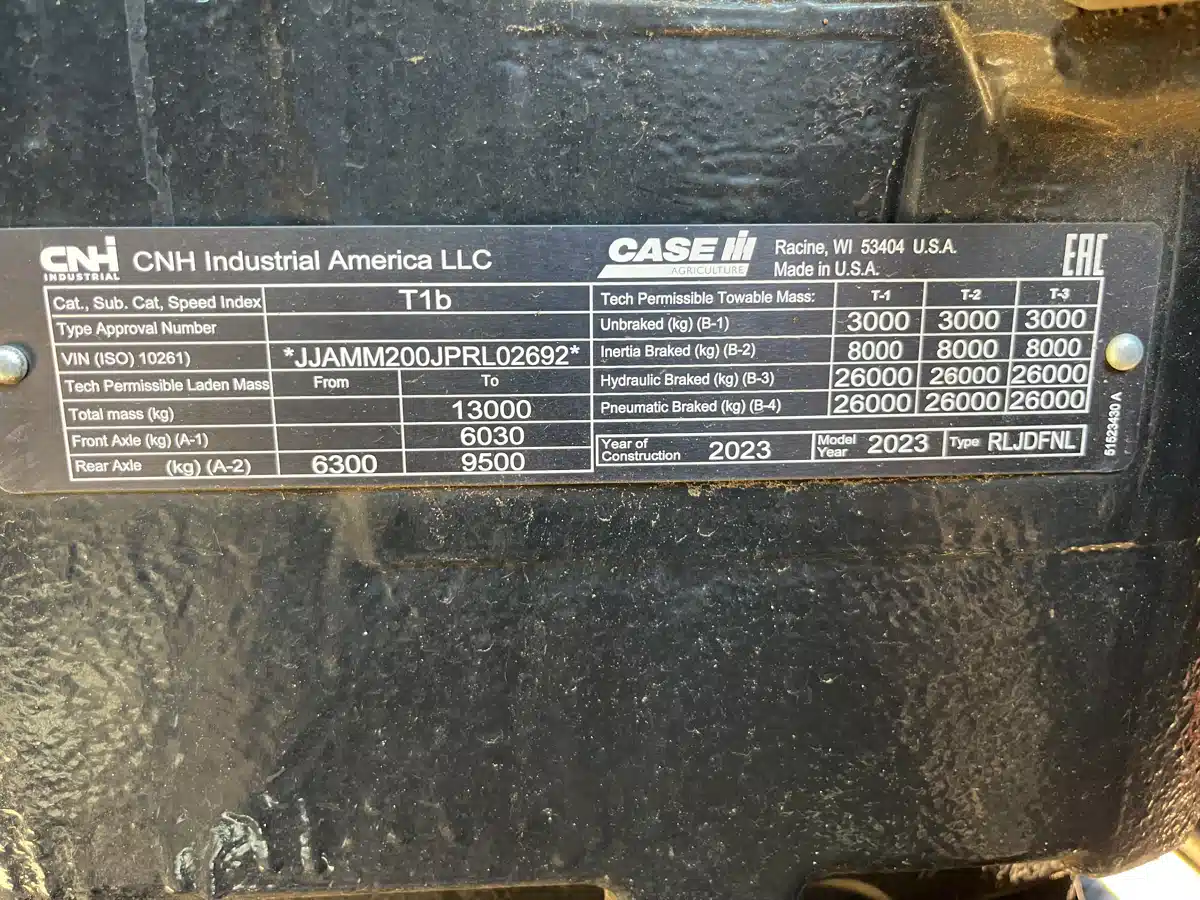 CNH INDUSTRIAL CNH Industrial America LLC
CASE IH AGRICULTURE
Racine, WI 53404 U.S.A.
Made in U.S.A.
EAC
Cat., Sub. Cat, Speed Index T1b
Type Approval Number
VIN (ISO) 10261) *JJAMM200JPRL02692*
Tech Permissible Laden Mass From To
Total mass (kg) 13000
Front Axle (kg) (A-1) 6030
Rear Axle (kg) (A-2) 6300 9500
Tech Permissible Towable Mass: T-1 T-2 T-3
Unbraked (kg) (B-1) 3000 3000 3000
Inertia Braked (kg) (B-2) 8000 8000 8000
Hydraulic Braked (kg) (B-3) 26000 26000 26000
Pneumatic Braked (kg) (B-4) 26000 26000 26000
Year of Construction 2023 Model Year 2023 Type RLJDFNL
51523430 A